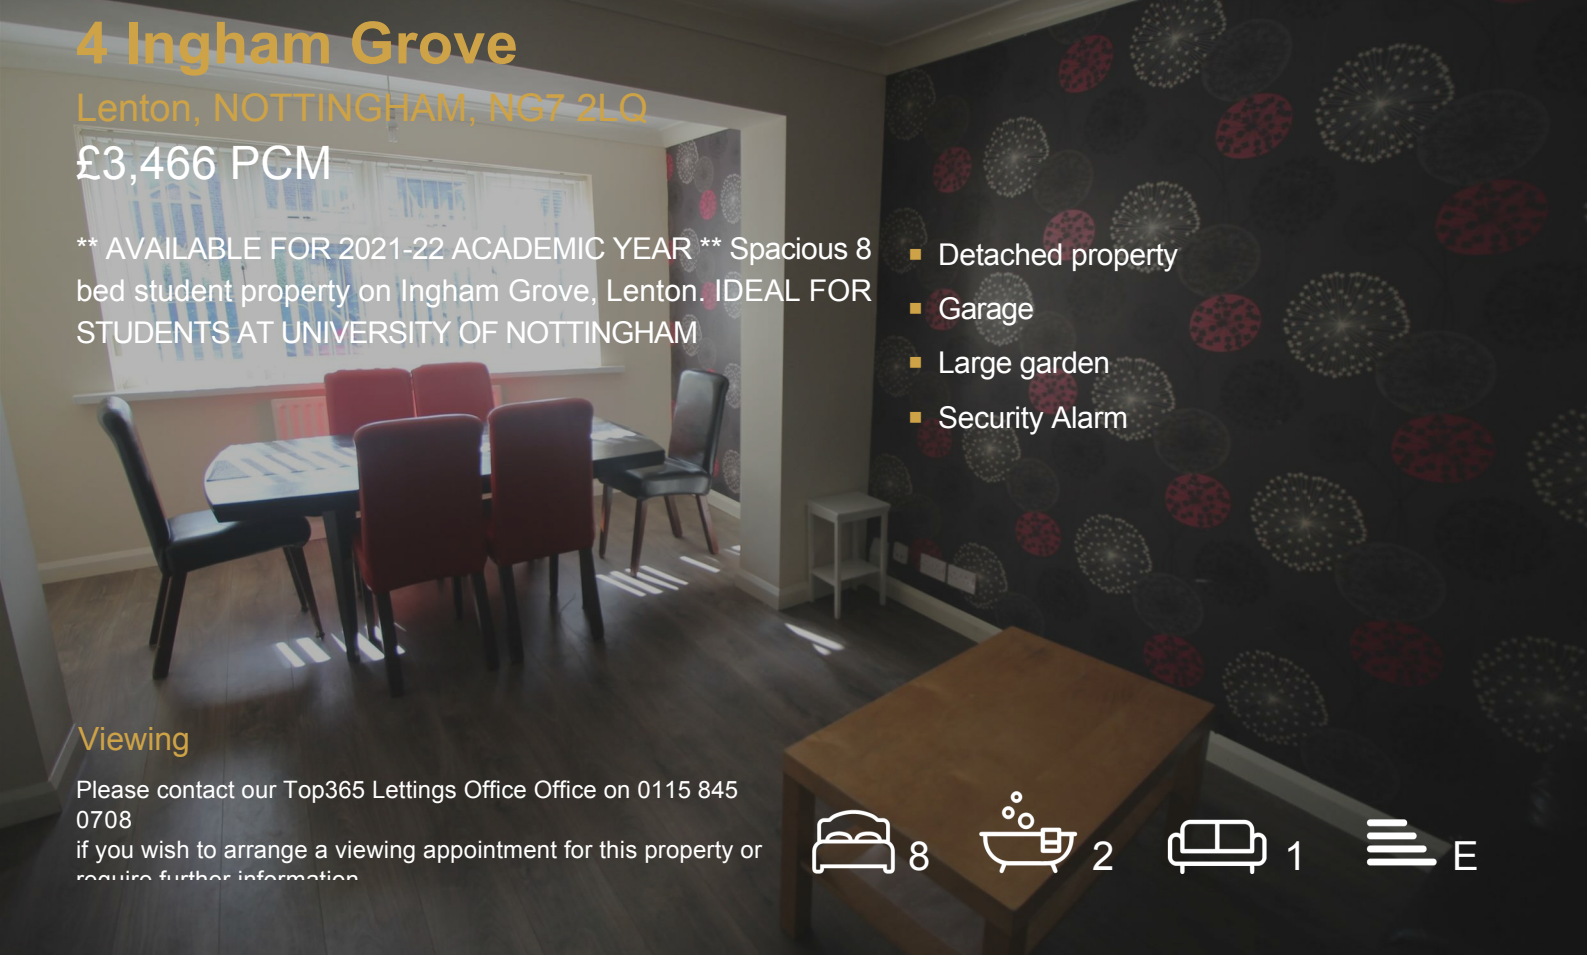 4 Ingham Grove
Lenton, NOTTINGHAM, NG7 2LQ
£3,466 PCM
** AVAILABLE FOR 2021-22 ACADEMIC YEAR ** Spacious 8
bed student property on Ingham Grove, Lenton. IDEAL FOR
STUDENTS AT UNIVERSITY OF NOTTINGHAM
Detached property
Garage
Large garden
Security Alarm
Viewing
Please contact our Top365 Lettings Office Office on 0115 845
0708
if you wish to arrange a viewing appointment for this property or
require further information
8
2
1
E